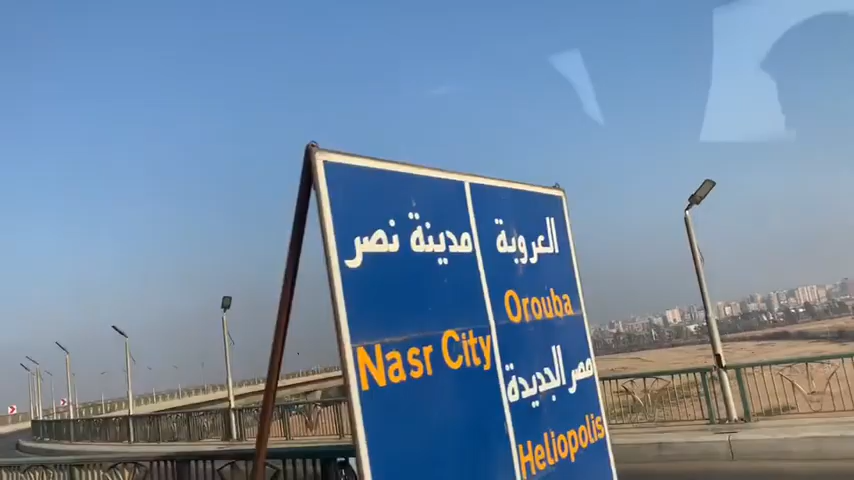 مدينة نصر
Nasr City
العروبة
Orouba
مصر الجديدة
Heliopolis